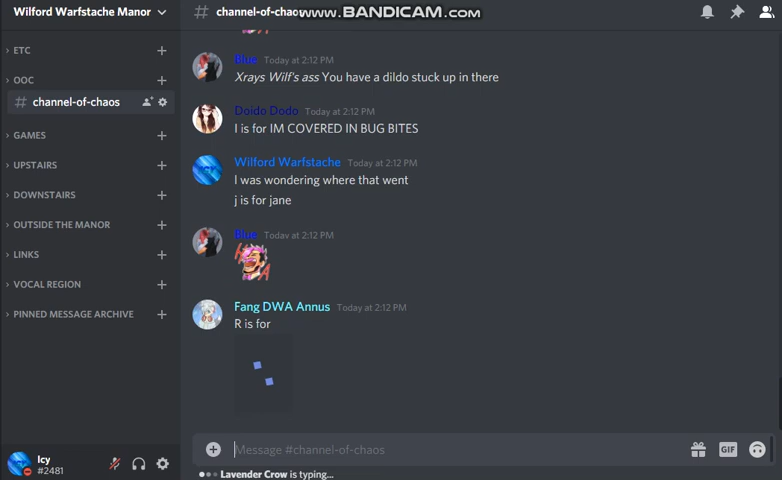 Wilford Warfstache Manor
# channel-of-chaos
www.BANDICAM.com
ETC
OOC
# channel-of-chaos
GAMES
UPSTAIRS
DOWNSTAIRS
OUTSIDE THE MANOR
LINKS
VOCAL REGION
PINNED MESSAGE ARCHIVE
Icy
#2481
Blue Today at 2:12 PM
Xrays Wilf's ass You have a dildo stuck up in there
Doido Dodo Today at 2:12 PM
I is for IM COVERED IN BUG BITES
Wilford Warfstache Today at 2:12 PM
I was wondering where that went
j is for jane
Blue Today at 2:12 PM
Fang DWA Annus Today at 2:12 PM
R is for
Message #channel-of-chaos
GIF
Lavender Crow is typing...